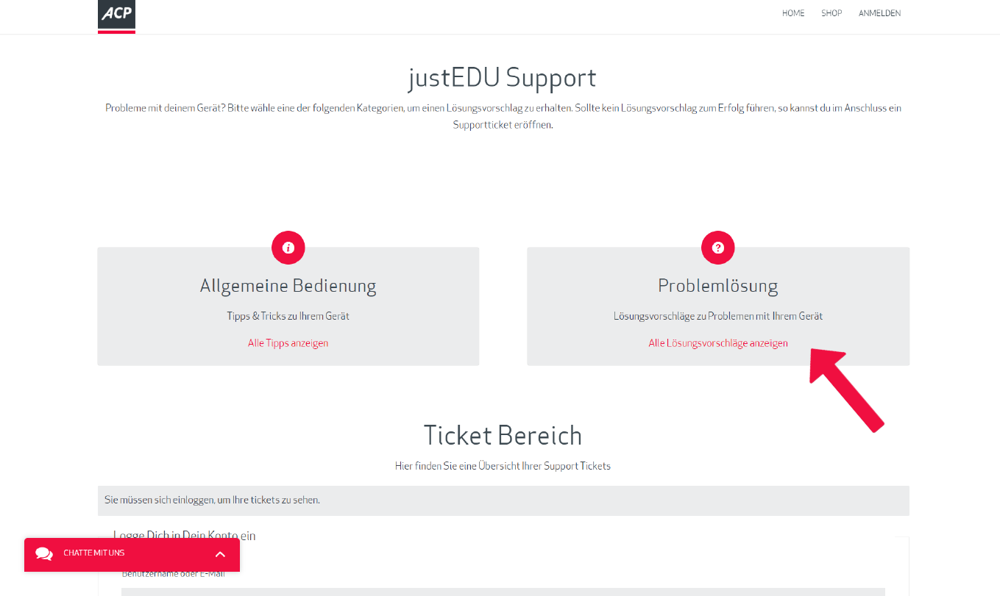 ACP
HOME SHOP ANMELDEN
justEDU Support
Probleme mit deinem Gerät? Bitte wähle eine der folgenden Kategorien, um einen Lösungsvorschlag zu erhalten. Sollte kein Lösungsvorschlag zum Erfolg führen, so kannst du im Anschluss ein
Supportticket eröffnen.
Allgemeine Bedienung
Tipps & Tricks zu Ihrem Gerät
Alle Tipps anzeigen
Problemlösung
Lösungsvorschläge zu Problemen mit Ihrem Gerät
Alle Lösungsvorschläge anzeigen
Ticket Bereich
Hier finden Sie eine Übersicht Ihrer Support Tickets
Sie müssen sich einloggen, um Ihre tickets zu sehen.
Logge Dich in Dein Konto ein
CHATTE MIT UNS
Benutzername oder E-Mail